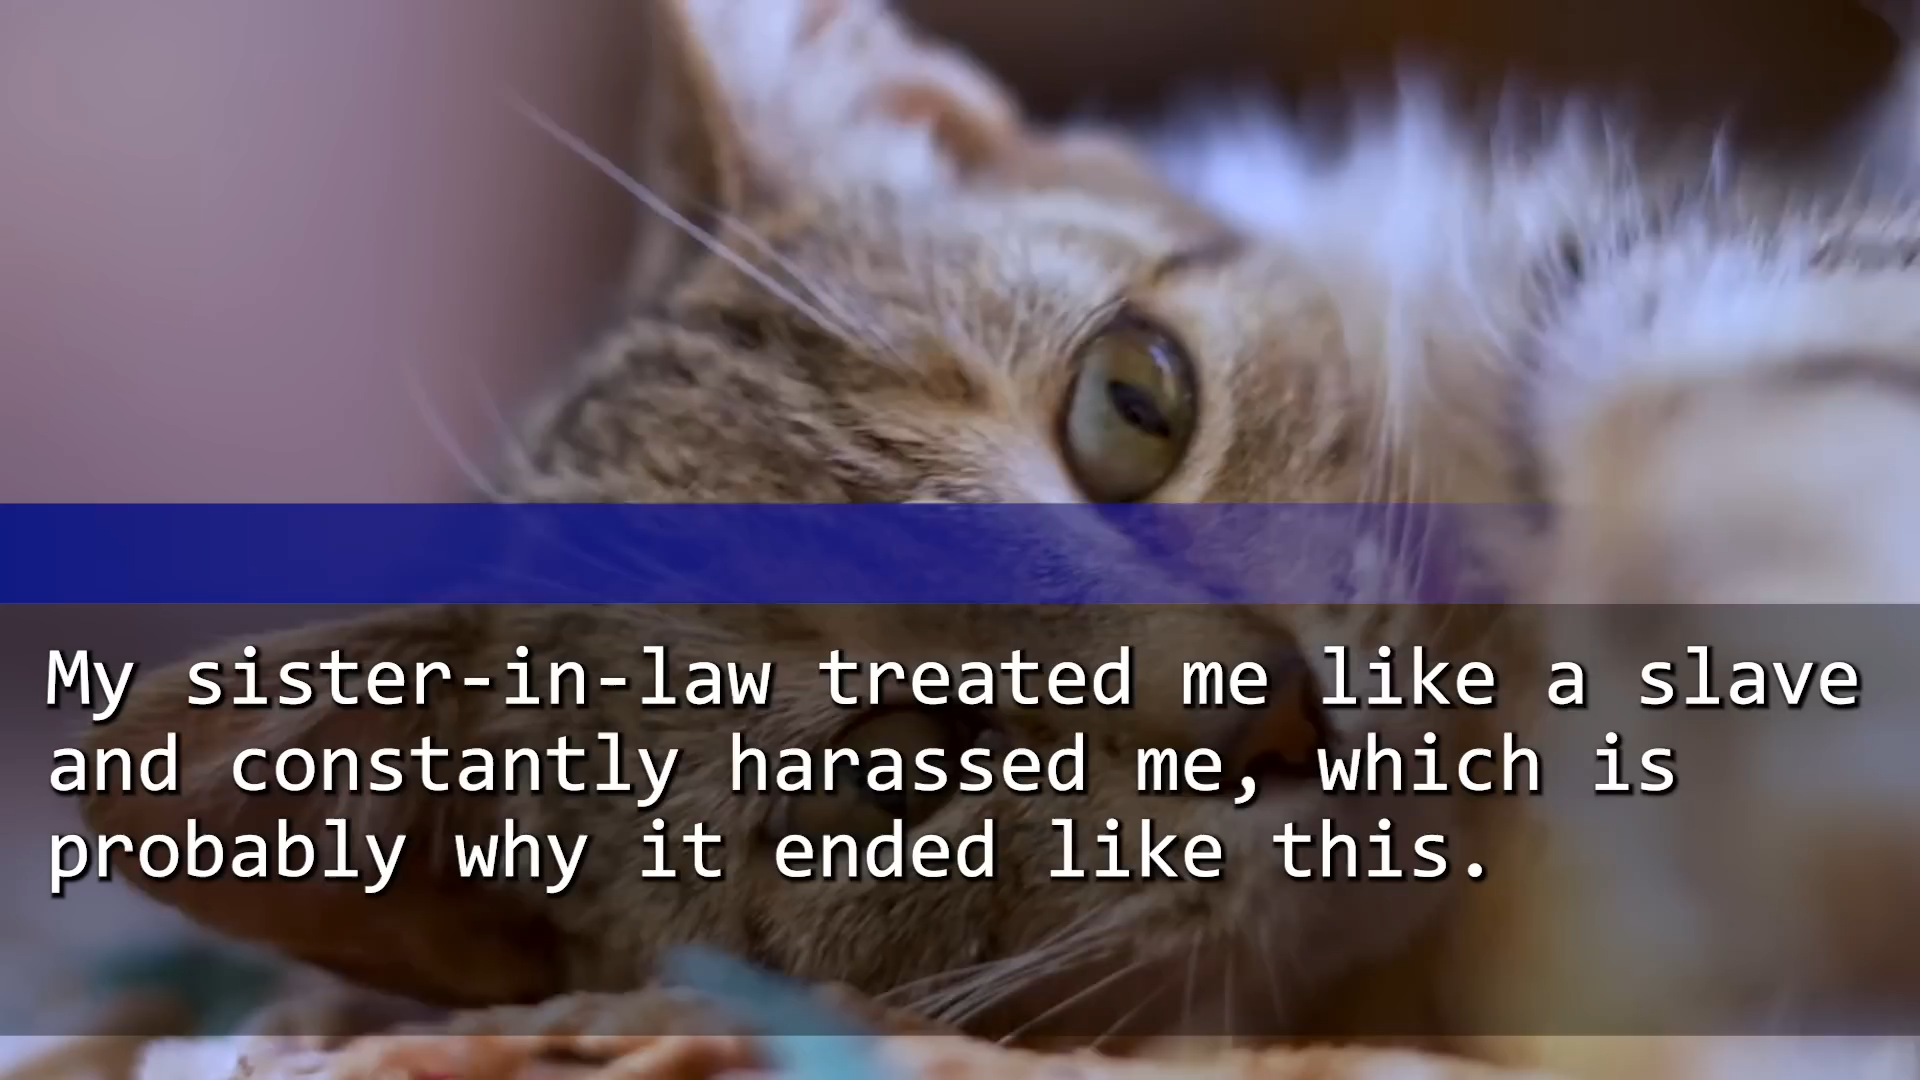 My sister-in-law treated me like a slave
and constantly harassed me, which is
probably why it ended like this.